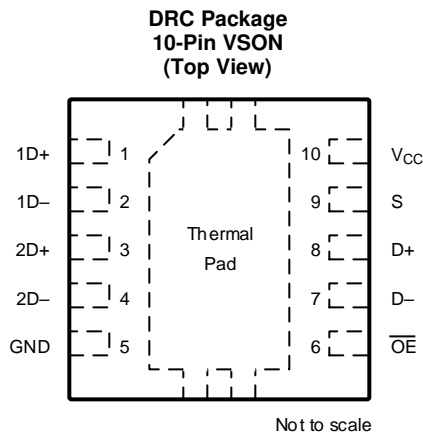 DRC Package
10-Pin VSON
(Top View)
1D+ 1 10 VCC
1D– 2 9 S
2D+ 3 8 D+
Thermal
Pad
2D– 4 7 D–
GND 5 6 OE
Not to scale